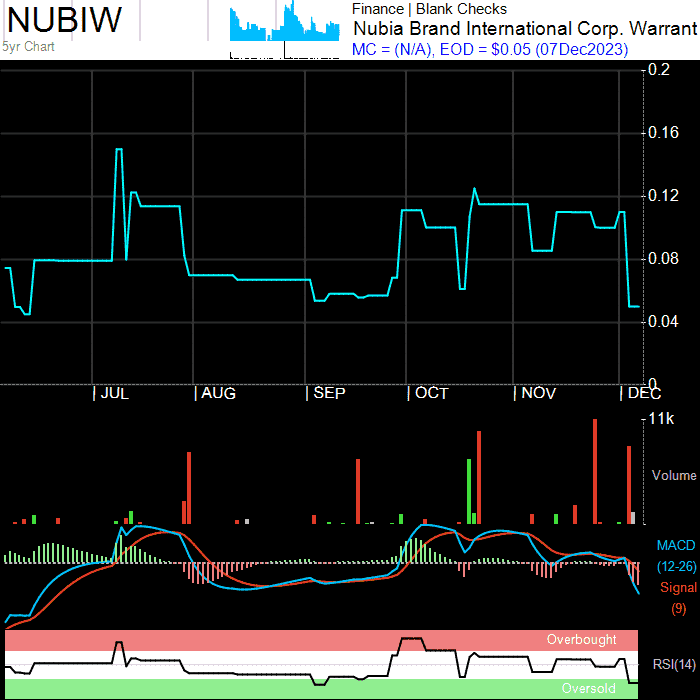 NUBIW
5yr Chart
Finance | Blank Checks
Nubia Brand International Corp. Warrant
MC = (N/A), EOD = $0.05 (07Dec2023)
0.2
0.16
0.12
0.08
0.04
0
JUL AUG SEP OCT NOV DEC
11k
Volume
MACD
(12-26)
Signal
(9)
Overbought
RSI(14)
Oversold